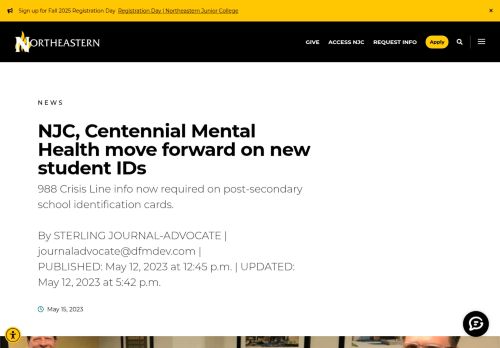 Sign up for Fall 2025 Registration Day Registration Day | Northeastern Junior College ×
NORTHEASTERN GIVE ACCESS NJC REQUEST INFO Apply
NEWS
NJC, Centennial Mental
Health move forward on new
student IDs
988 Crisis Line info now required on post-secondary
school identification cards.
By STERLING JOURNAL-ADVOCATE |
journaladvocate@dfmdev.com |
PUBLISHED: May 12, 2023 at 12:45 p.m. | UPDATED:
May 12, 2023 at 5:42 p.m.
May 15, 2023